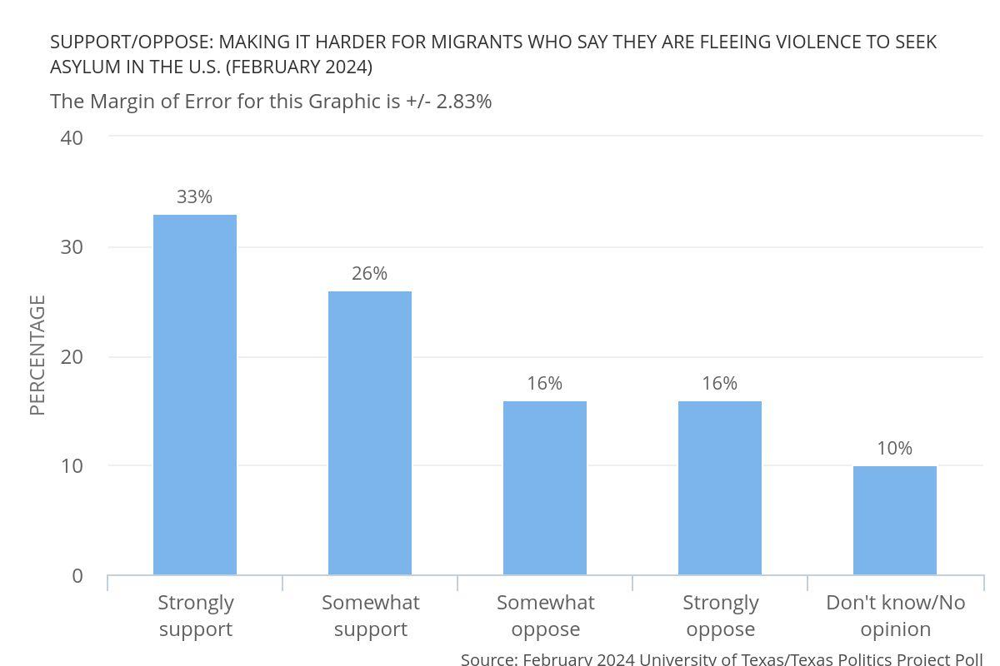 SUPPORT/OPPOSE: MAKING IT HARDER FOR MIGRANTS WHO SAY THEY ARE FLEEING VIOLENCE TO SEEK
ASYLUM IN THE U.S. (FEBRUARY 2024)
The Margin of Error for this Graphic is +/- 2.83%
PERCENTAGE
40
30
20
10
0
33%
26%
16%
16%
10%
Strongly
support
Somewhat
support
Somewhat
oppose
Strongly
oppose
Don't know/No
opinion
Source: February 2024 University of Texas/Texas Politics Project Poll